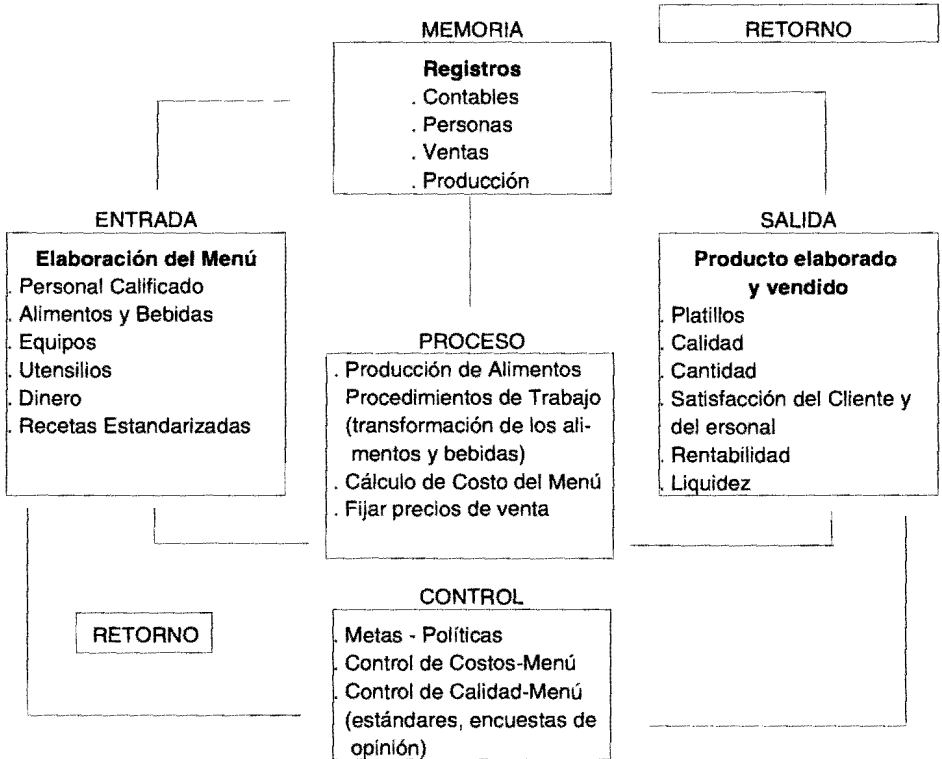 MEMORIA
RETORNO
Registros
. Contables
. Personas
. Ventas
. Producción
ENTRADA
Elaboración del Menú
. Personal Calificado
. Alimentos y Bebidas
. Equipos
. Utensilios
. Dinero
. Recetas Estandarizadas
PROCESO
. Producción de Alimentos
Procedimientos de Trabajo
(transformación de los ali-
mentos y bebidas)
. Cálculo de Costo del Menú
. Fijar precios de venta
SALIDA
Producto elaborado
y vendido
. Platillos
. Calidad
. Cantidad
. Satisfacción del Cliente y
del ersonal
. Rentabilidad
. Liquidez
RETORNO
CONTROL
. Metas - Políticas
. Control de Costos-Menú
. Control de Calidad-Menú
(estándares, encuestas de
opinión)